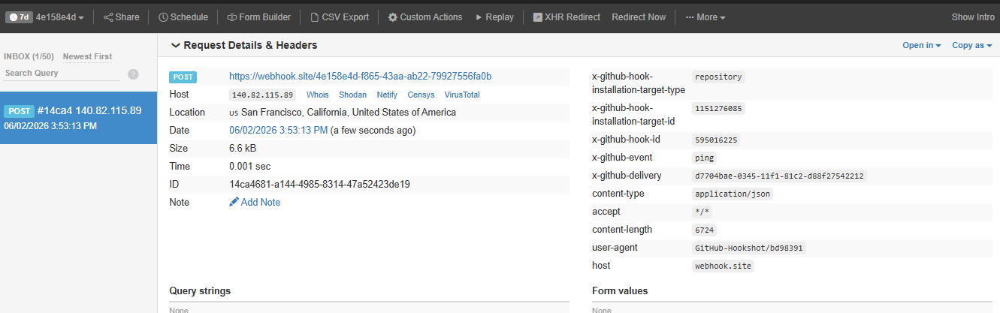 7d 4e158e4d Share Schedule Form Builder CSV Export Custom Actions Replay XHR Redirect Redirect Now ••• More Show Intro
INBOX (1/50) Newest First
Search Query ?
POST #14ca4 140.82.115.89
06/02/2026 3:53:13 PM
Request Details & Headers Open in Copy as
POST https://webhook.site/4e158e4d-f865-43aa-ab22-79927556fa0b
Host 140.82.115.89 Whois Shodan Netify Censys VirusTotal
Location us San Francisco, California, United States of America
Date 06/02/2026 3:53:13 PM (a few seconds ago)
Size 6.6 kB
Time 0.001 sec
ID 14ca4681-a144-4985-8314-47a52423de19
Note Add Note
x-github-hook-
installation-target-type repository
x-github-hook-
installation-target-id 1151276085
x-github-hook-id 595016225
x-github-event ping
x-github-delivery d7704bae-0345-11f1-81c2-d88f27542212
content-type application/json
accept */*
content-length 6724
user-agent GitHub-Hookshot/bd98391
host webhook.site
Query strings
None
Form values
None